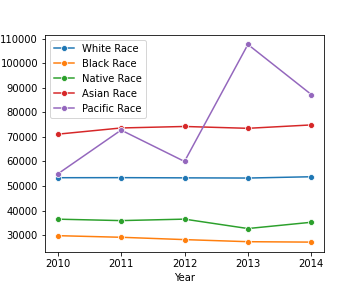 110000
100000
90000
80000
70000
60000
50000
40000
30000
White Race
Black Race
Native Race
Asian Race
Pacific Race
2010 2011 2012 2013 2014
Year